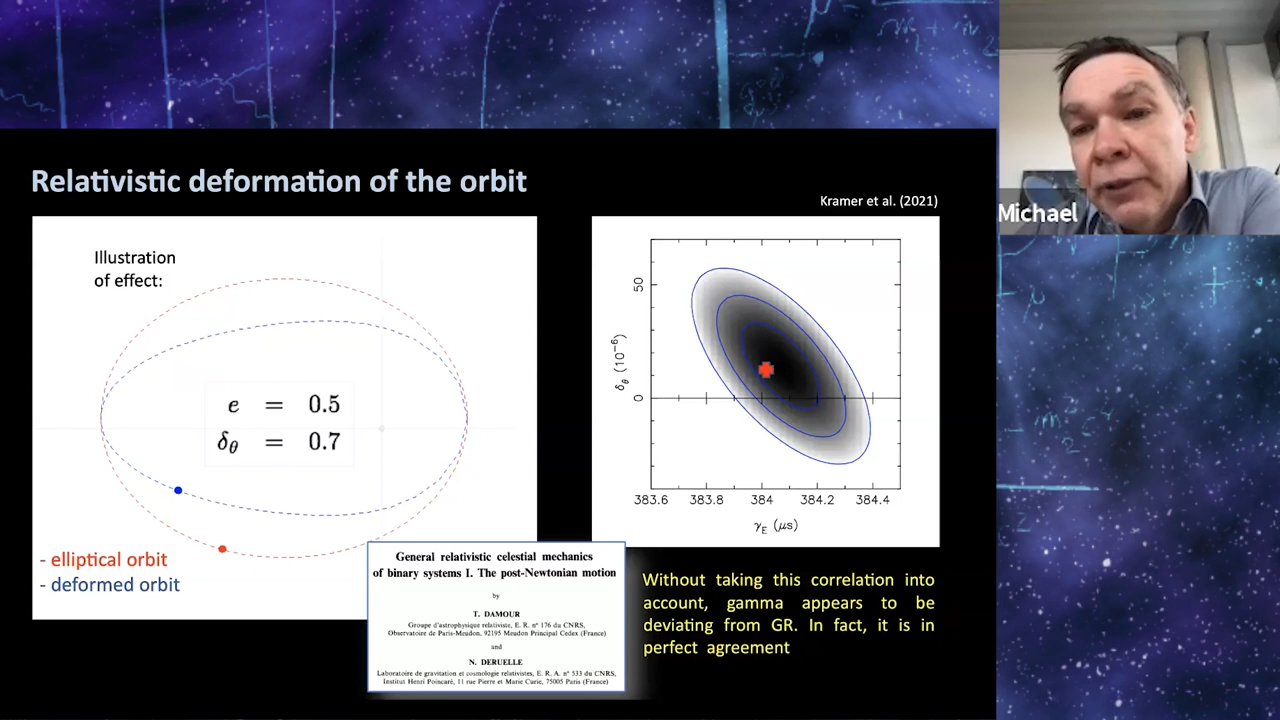 Relativistic deformation of the orbit
Kramer et al. (2021)
Illustration
of effect:
e = 0.5
δθ = 0.7
- elliptical orbit
- deformed orbit
General relativistic celestial mechanics
of binary systems I. The post-Newtonian motion
by
T. DAMOUR
Groupe d'astrophysique relativiste, E. R. n° 176 du CNRS,
Observatoire de Paris-Meudon, 92195 Meudon Principal Cedex (France)
and
N. DERUELLE
Laboratoire de gravitation et cosmologie relativistes, E. R. A. n° 533 du CNRS,
Institut Henri Poincaré, 11 rue Pierre et Marie Curie, 75005 Paris (France)
50
0
δθ (10⁻⁶)
383.6 383.8 384 384.2 384.4
γE (μs)
Without taking this correlation into
account, gamma appears to be
deviating from GR. In fact, it is in
perfect agreement
Michael